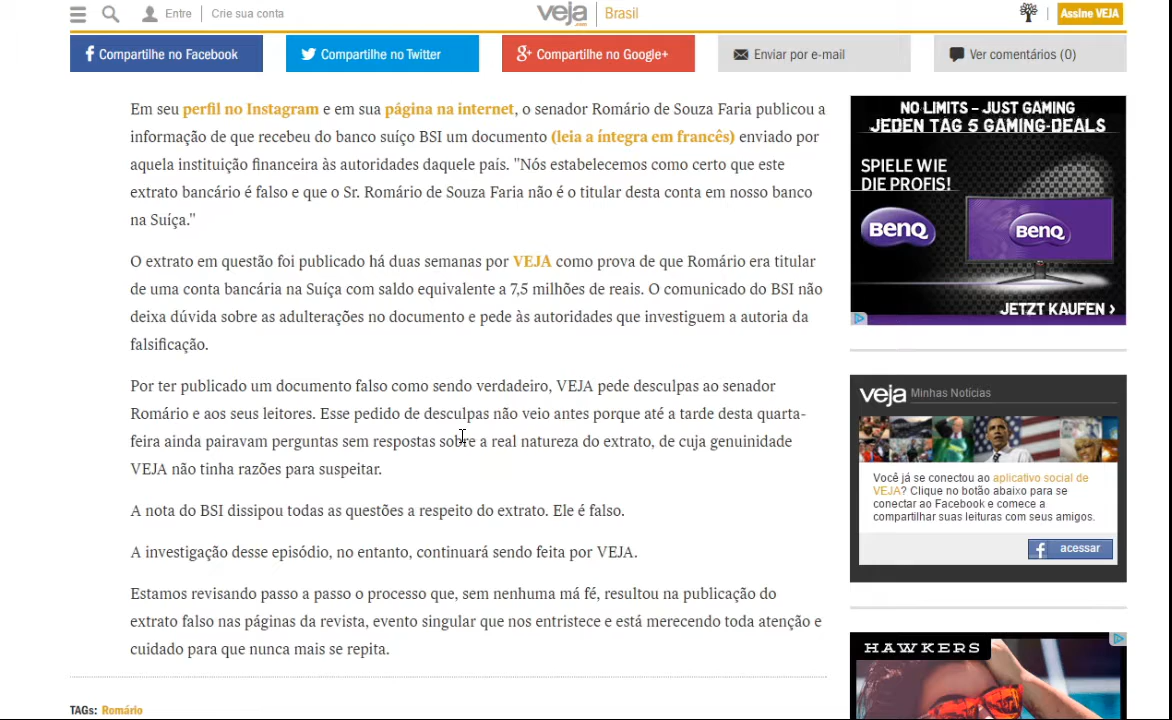 Entre
Crie sua conta
veja
.com
Brasil
Assine VEJA
Compartilhe no Facebook
Compartilhe no Twitter
Compartilhe no Google+
Enviar por e-mail
Ver comentários (0)
Em seu perfil no Instagram e em sua página na internet, o senador Romário de Souza Faria publicou a
informação de que recebeu do banco suíço BSI um documento (leia a íntegra em francês) enviado por
aquela instituição financeira às autoridades daquele país. "Nós estabelecemos como certo que este
extrato bancário é falso e que o Sr. Romário de Souza Faria não é o titular desta conta em nosso banco
na Suíça."
O extrato em questão foi publicado há duas semanas por VEJA como prova de que Romário era titular
de uma conta bancária na Suíça com saldo equivalente a 7,5 milhões de reais. O comunicado do BSI não
deixa dúvida sobre as adulterações no documento e pede às autoridades que investiguem a autoria da
falsificação.
Por ter publicado um documento falso como sendo verdadeiro, VEJA pede desculpas ao senador
Romário e aos seus leitores. Esse pedido de desculpas não veio antes porque até a tarde desta quarta-
feira ainda pairavam perguntas sem respostas sobre a real natureza do extrato, de cuja genuinidade
VEJA não tinha razões para suspeitar.
A nota do BSI dissipou todas as questões a respeito do extrato. Ele é falso.
A investigação desse episódio, no entanto, continuará sendo feita por VEJA.
Estamos revisando passo a passo o processo que, sem nenhuma má fé, resultou na publicação do
extrato falso nas páginas da revista, evento singular que nos entristece e está merecendo toda atenção e
cuidado para que nunca mais se repita.
TAGs: Romário
NO LIMITS – JUST GAMING
JEDEN TAG 5 GAMING-DEALS
SPIELE WIE
DIE PROFIS!
BenQ
BenQ
JETZT KAUFEN >
veja Minhas Notícias
Você já se conectou ao aplicativo social de
VEJA? Clique no botão abaixo para se
conectar ao Facebook e comece a
compartilhar suas leituras com seus amigos.
acessar
HAWKERS